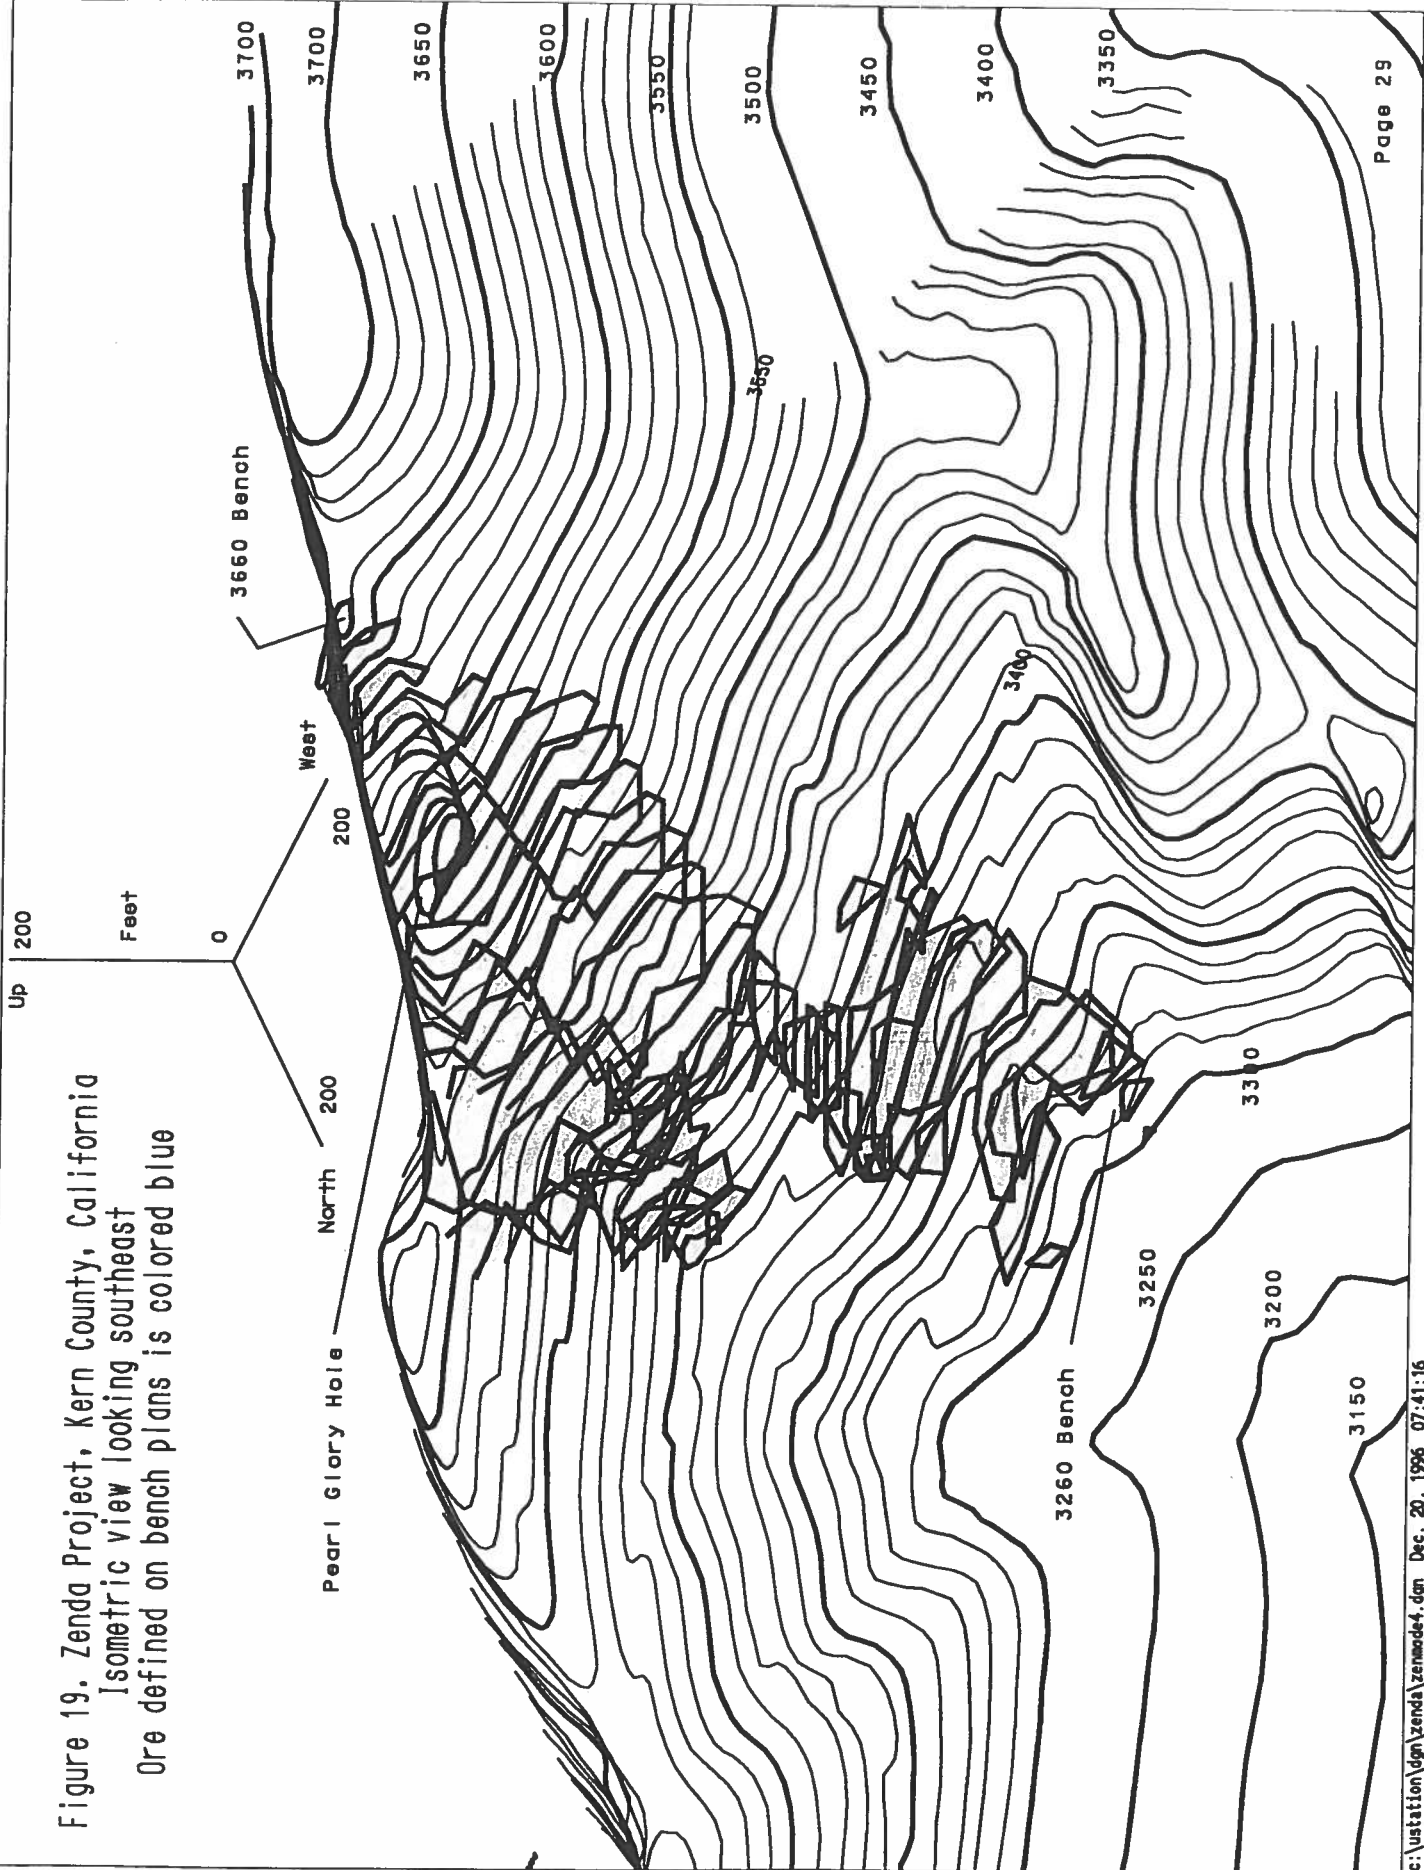 Figure 19. Zenda Project, Kern County, California
Isometric view looking southeast
Ore defined on bench plans is colored blue
Up
200
Feet
0
North
200
West
200
Pearl Glory Hole
3660 Bench
3260 Bench
3700
3700
3650
3600
3550
3500
3450
3400
3350
3400
3250
3200
3150
Page 29
c:\ustation\dgn\zenda\zenmode4.dgn Dec. 20, 1996 07:41:16